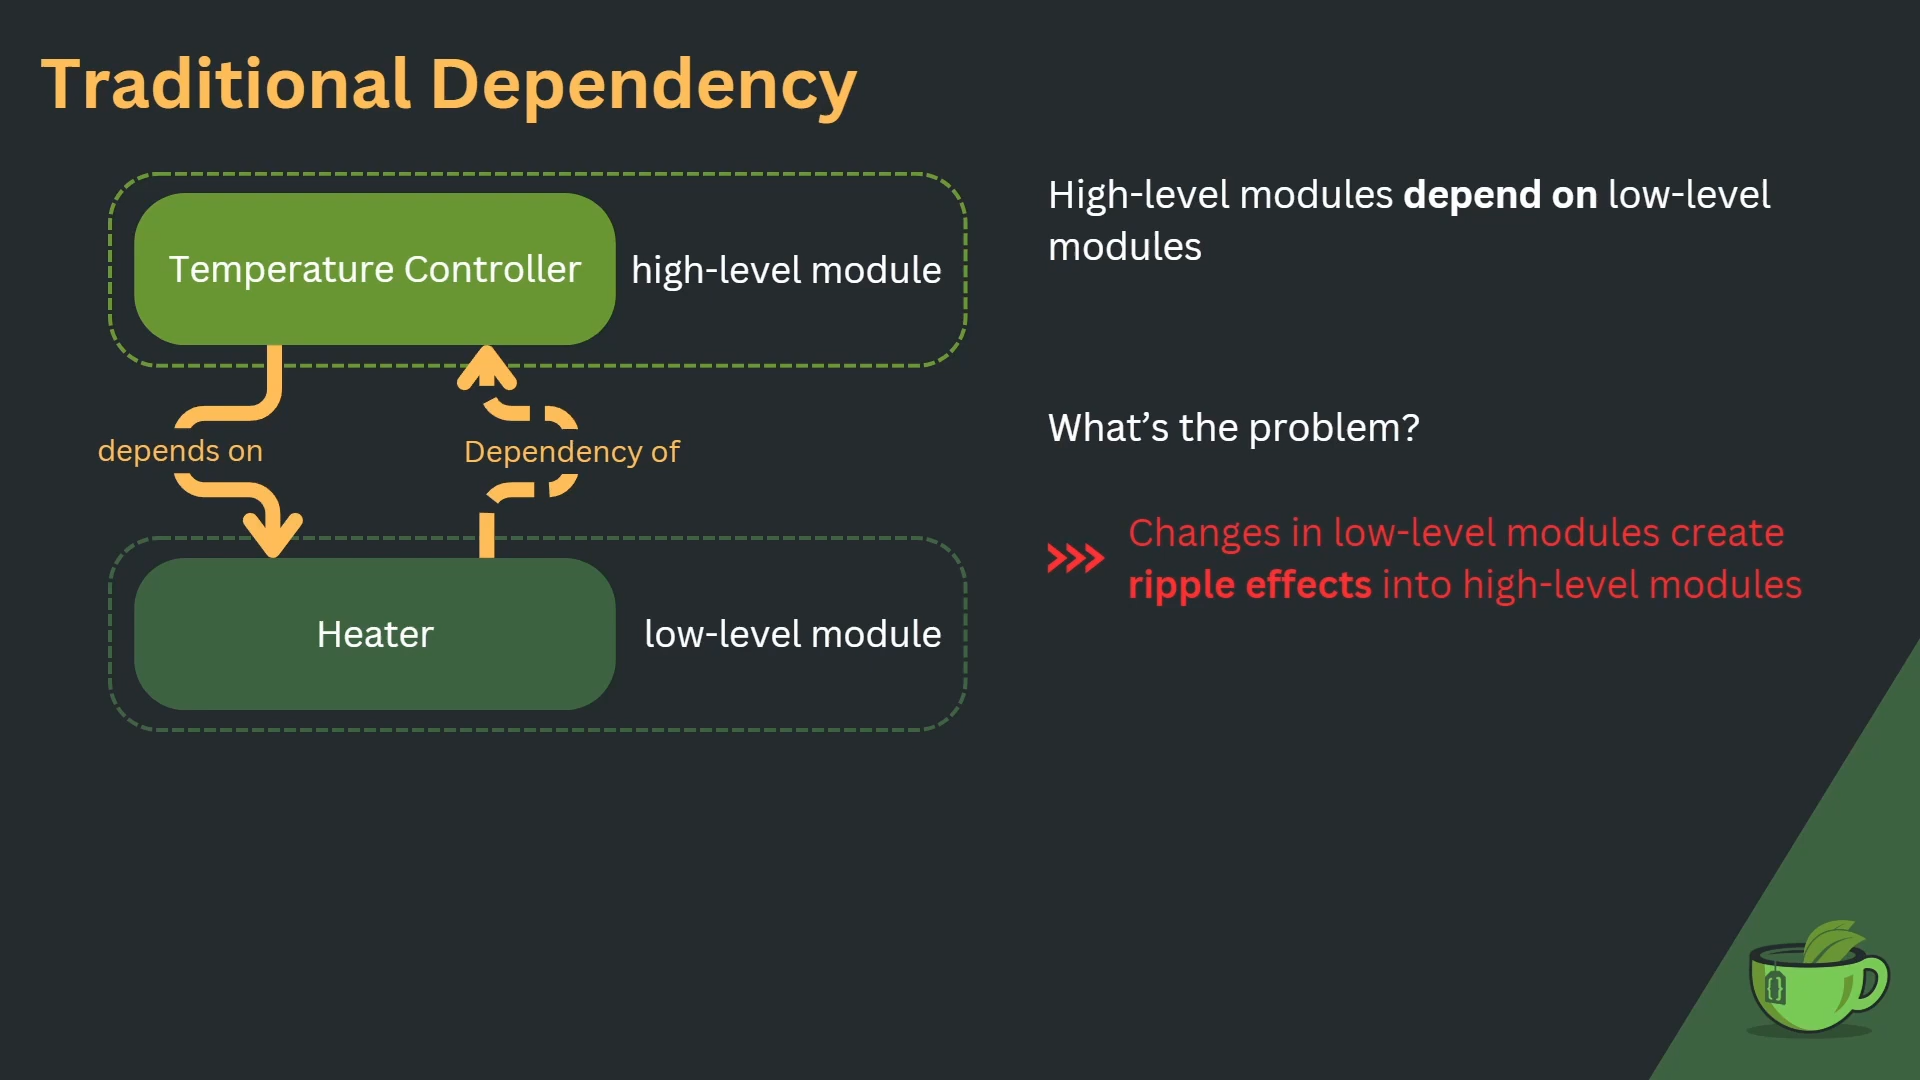 Traditional Dependency
Temperature Controller
high-level module
depends on
Dependency of
Heater
low-level module
High-level modules depend on low-level
modules
What’s the problem?
Changes in low-level modules create
ripple effects into high-level modules
{}